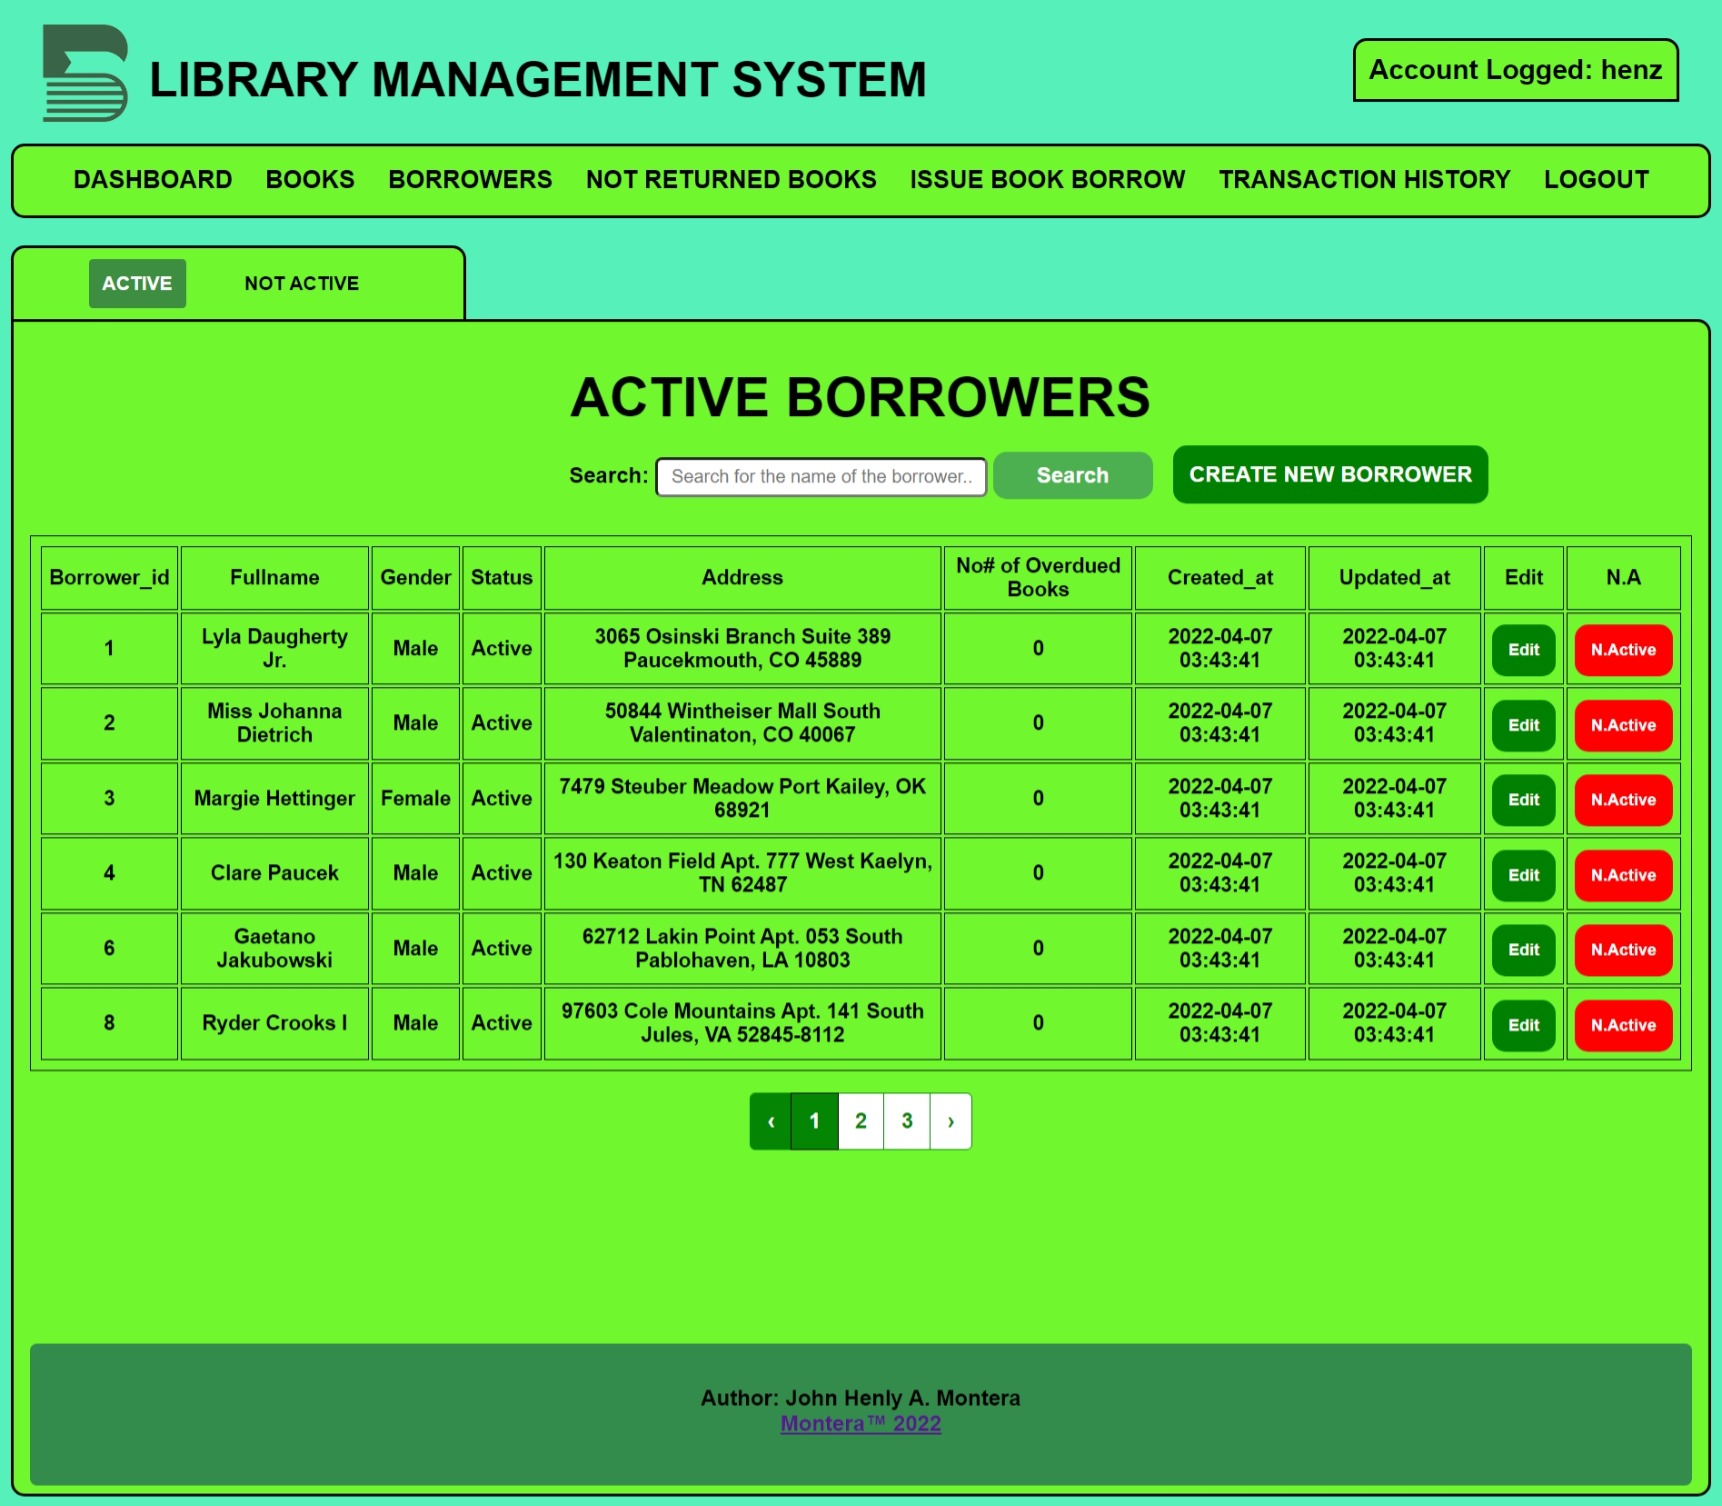 LIBRARY MANAGEMENT SYSTEM
Account Logged: henz
DASHBOARD BOOKS BORROWERS NOT RETURNED BOOKS ISSUE BOOK BORROW TRANSACTION HISTORY LOGOUT
ACTIVE NOT ACTIVE
ACTIVE BORROWERS
Search: Search for the name of the borrower.. Search CREATE NEW BORROWER
Borrower_id Fullname Gender Status Address No# of Overdued Books Created_at Updated_at Edit N.A
1 Lyla Daugherty Jr. Male Active 3065 Osinski Branch Suite 389 Paucekmouth, CO 45889 0 2022-04-07 03:43:41 2022-04-07 03:43:41 Edit N.Active
2 Miss Johanna Dietrich Male Active 50844 Wintheiser Mall South Valentinaton, CO 40067 0 2022-04-07 03:43:41 2022-04-07 03:43:41 Edit N.Active
3 Margie Hettinger Female Active 7479 Steuber Meadow Port Kailey, OK 68921 0 2022-04-07 03:43:41 2022-04-07 03:43:41 Edit N.Active
4 Clare Paucek Male Active 130 Keaton Field Apt. 777 West Kaelyn, TN 62487 0 2022-04-07 03:43:41 2022-04-07 03:43:41 Edit N.Active
6 Gaetano Jakubowski Male Active 62712 Lakin Point Apt. 053 South Pablohaven, LA 10803 0 2022-04-07 03:43:41 2022-04-07 03:43:41 Edit N.Active
8 Ryder Crooks I Male Active 97603 Cole Mountains Apt. 141 South Jules, VA 52845-8112 0 2022-04-07 03:43:41 2022-04-07 03:43:41 Edit N.Active
‹ 1 2 3 ›
Author: John Henly A. Montera
Montera™ 2022